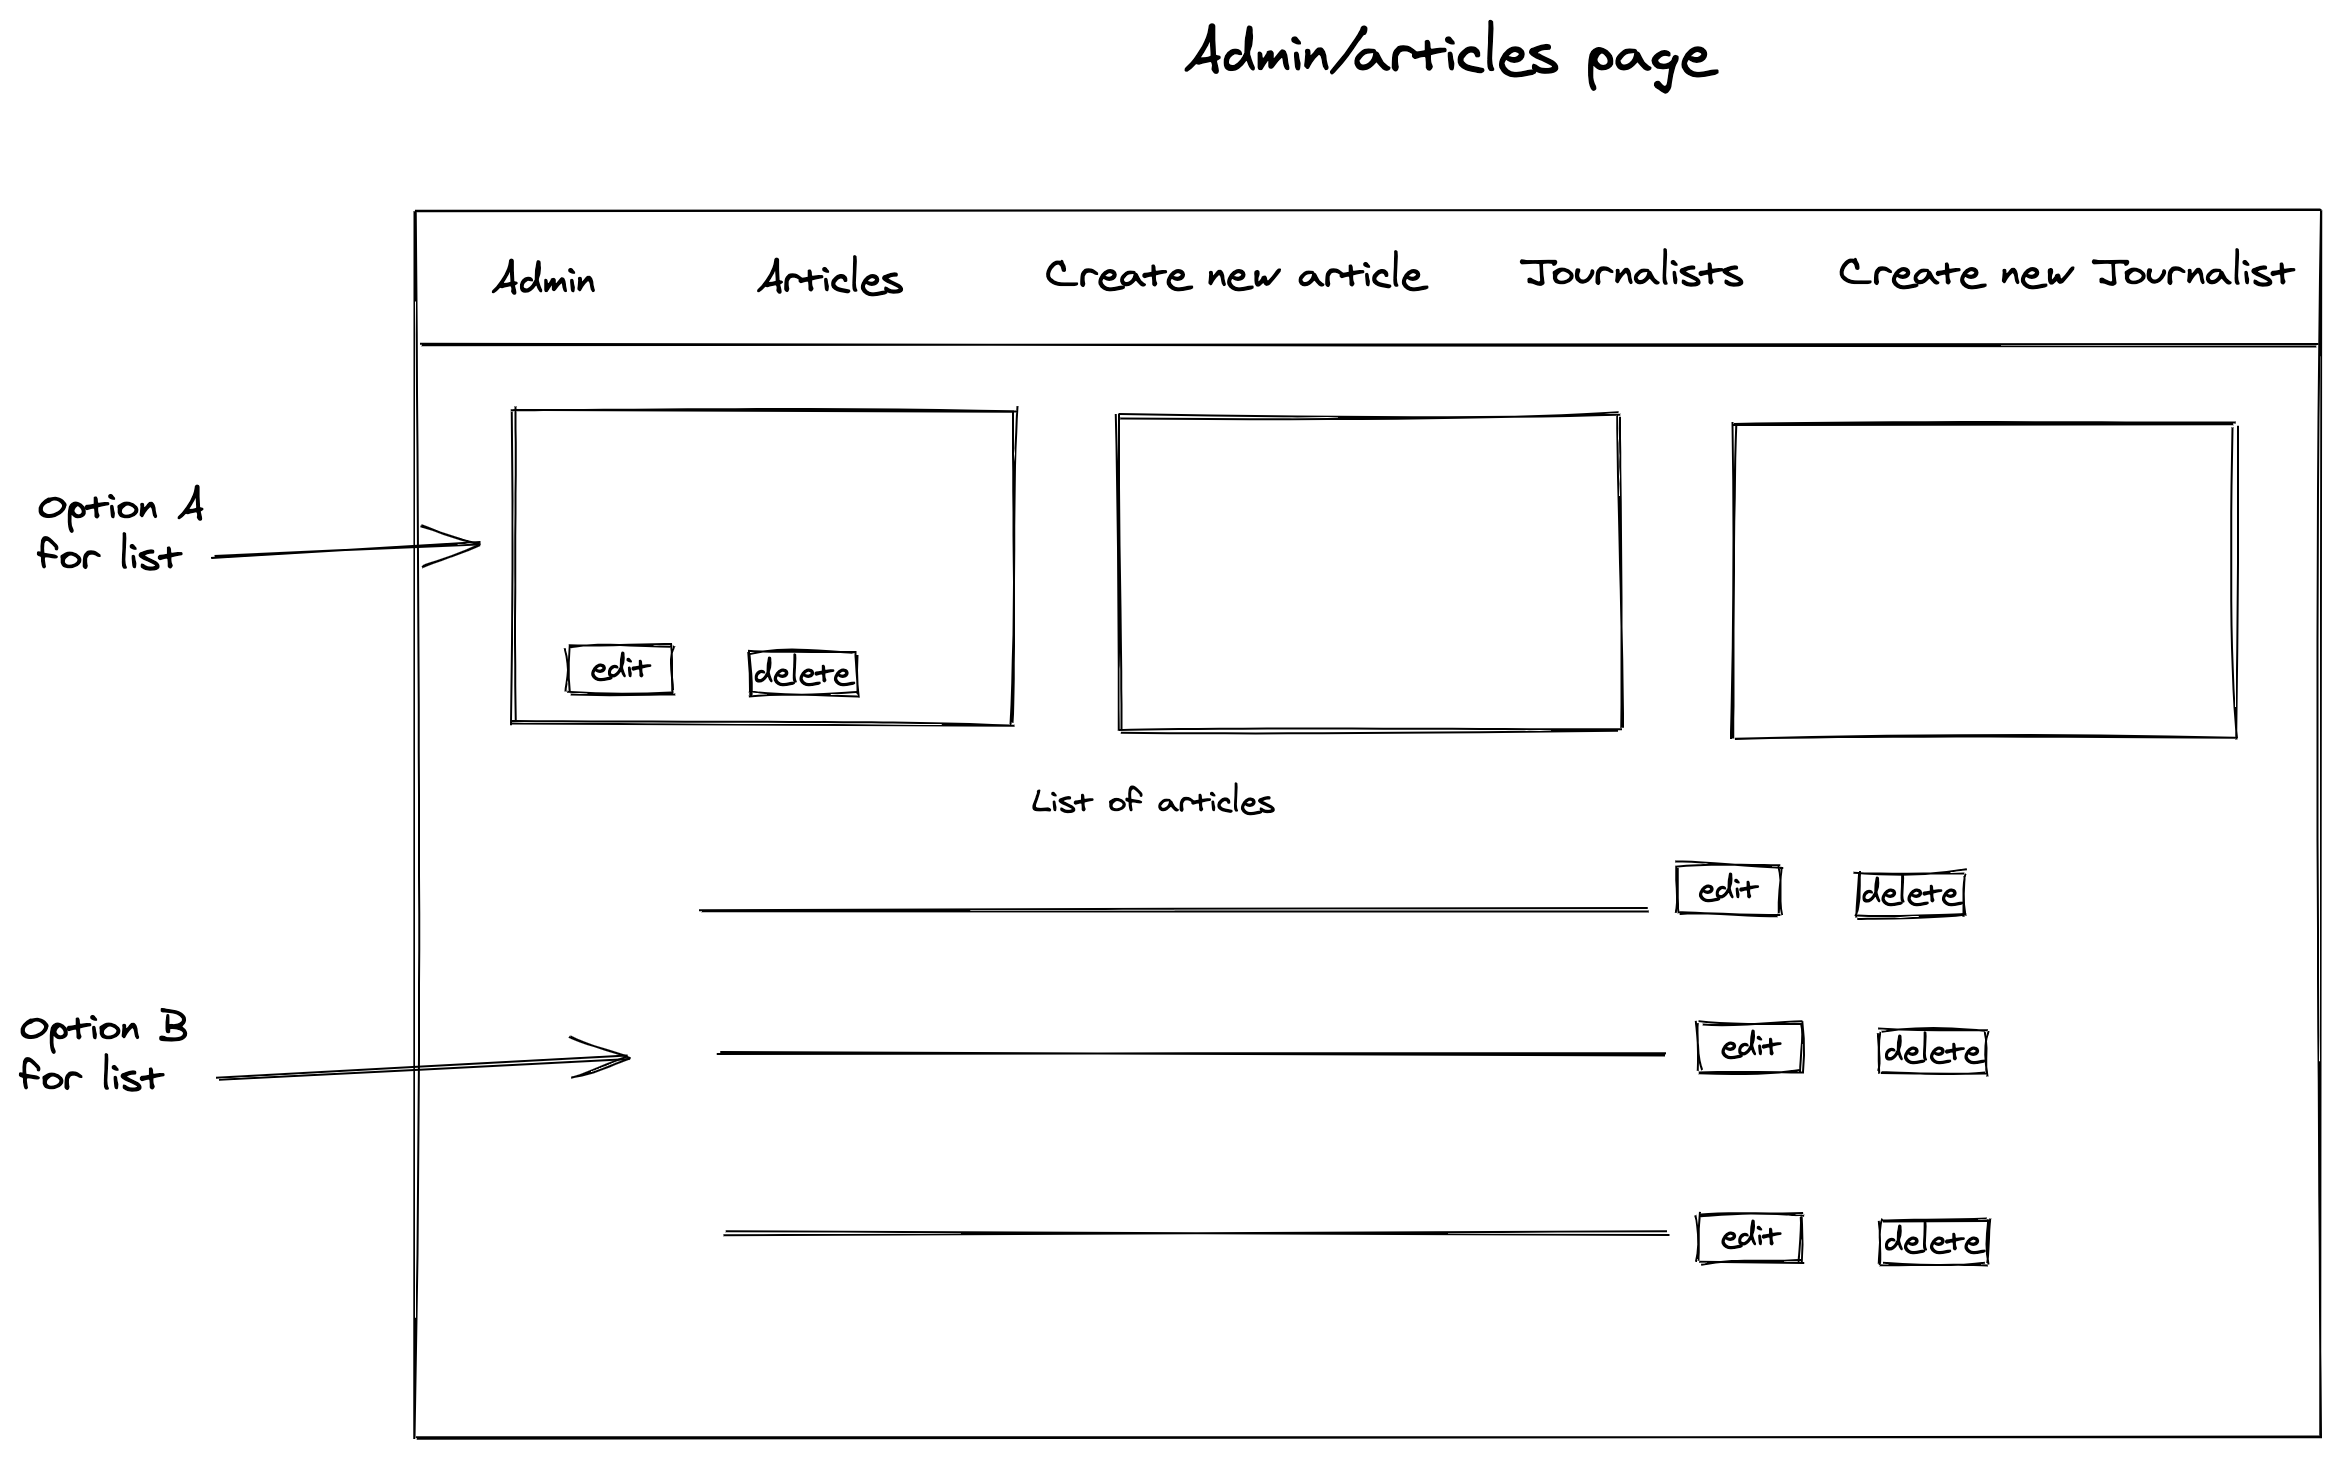 Admin/articles page
Admin Articles Create new article Journalists Create new Journalist
Option A
for list
edit delete
List of articles
edit delete
Option B
for list
edit delete
edit delete